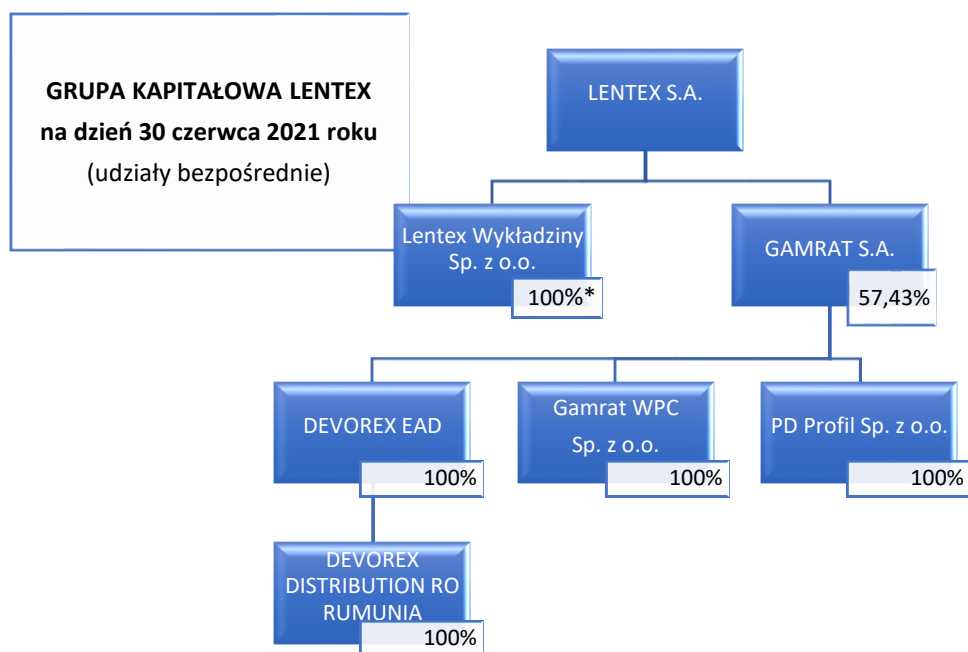 GRUPA KAPITAŁOWA LENTEX
na dzień 30 czerwca 2021 roku
(udziały bezpośrednie)
LENTEX S.A.
Lentex Wykładziny
Sp. z o.o.
100%*
GAMRAT S.A.
57,43%
DEVOREX EAD
100%
Gamrat WPC
Sp. z o.o.
100%
PD Profil Sp. z o.o.
100%
DEVOREX
DISTRIBUTION RO
RUMUNIA
100%